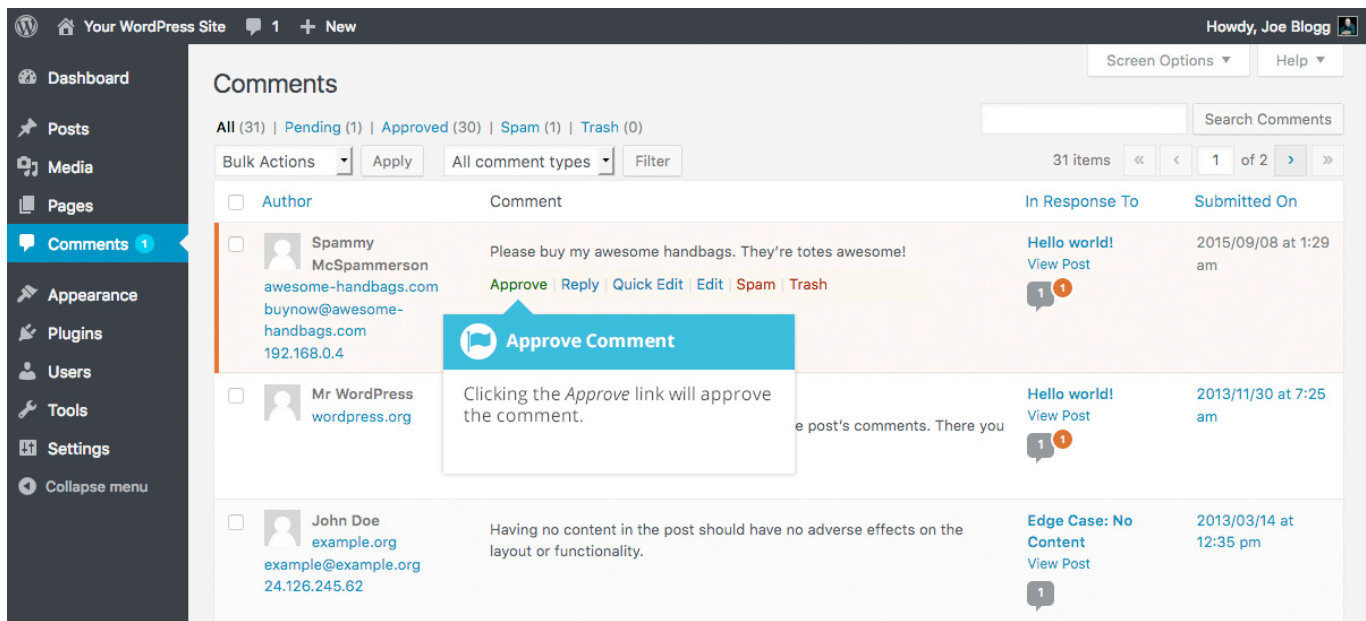 Your WordPress Site 1 + New Howdy, Joe Blogg
Screen Options ▼ Help ▼
Dashboard
Posts
Media
Pages
Comments 1
Appearance
Plugins
Users
Tools
Settings
Collapse menu
Comments
All (31) | Pending (1) | Approved (30) | Spam (1) | Trash (0)
Search Comments
Bulk Actions Apply All comment types Filter
31 items « ‹ 1 of 2 › »
Author Comment In Response To Submitted On
Spammy
McSpammerson
awesome-handbags.com
buynow@awesome-
handbags.com
192.168.0.4
Please buy my awesome handbags. They're totes awesome!
Approve | Reply | Quick Edit | Edit | Spam | Trash
Hello world!
View Post
1 1
2015/09/08 at 1:29
am
Approve Comment
Clicking the Approve link will approve
the comment.
Mr WordPress
wordpress.org
e post's comments. There you
Hello world!
View Post
1 1
2013/11/30 at 7:25
am
John Doe
example.org
example@example.org
24.126.245.62
Having no content in the post should have no adverse effects on the
layout or functionality.
Edge Case: No
Content
View Post
1
2013/03/14 at
12:35 pm